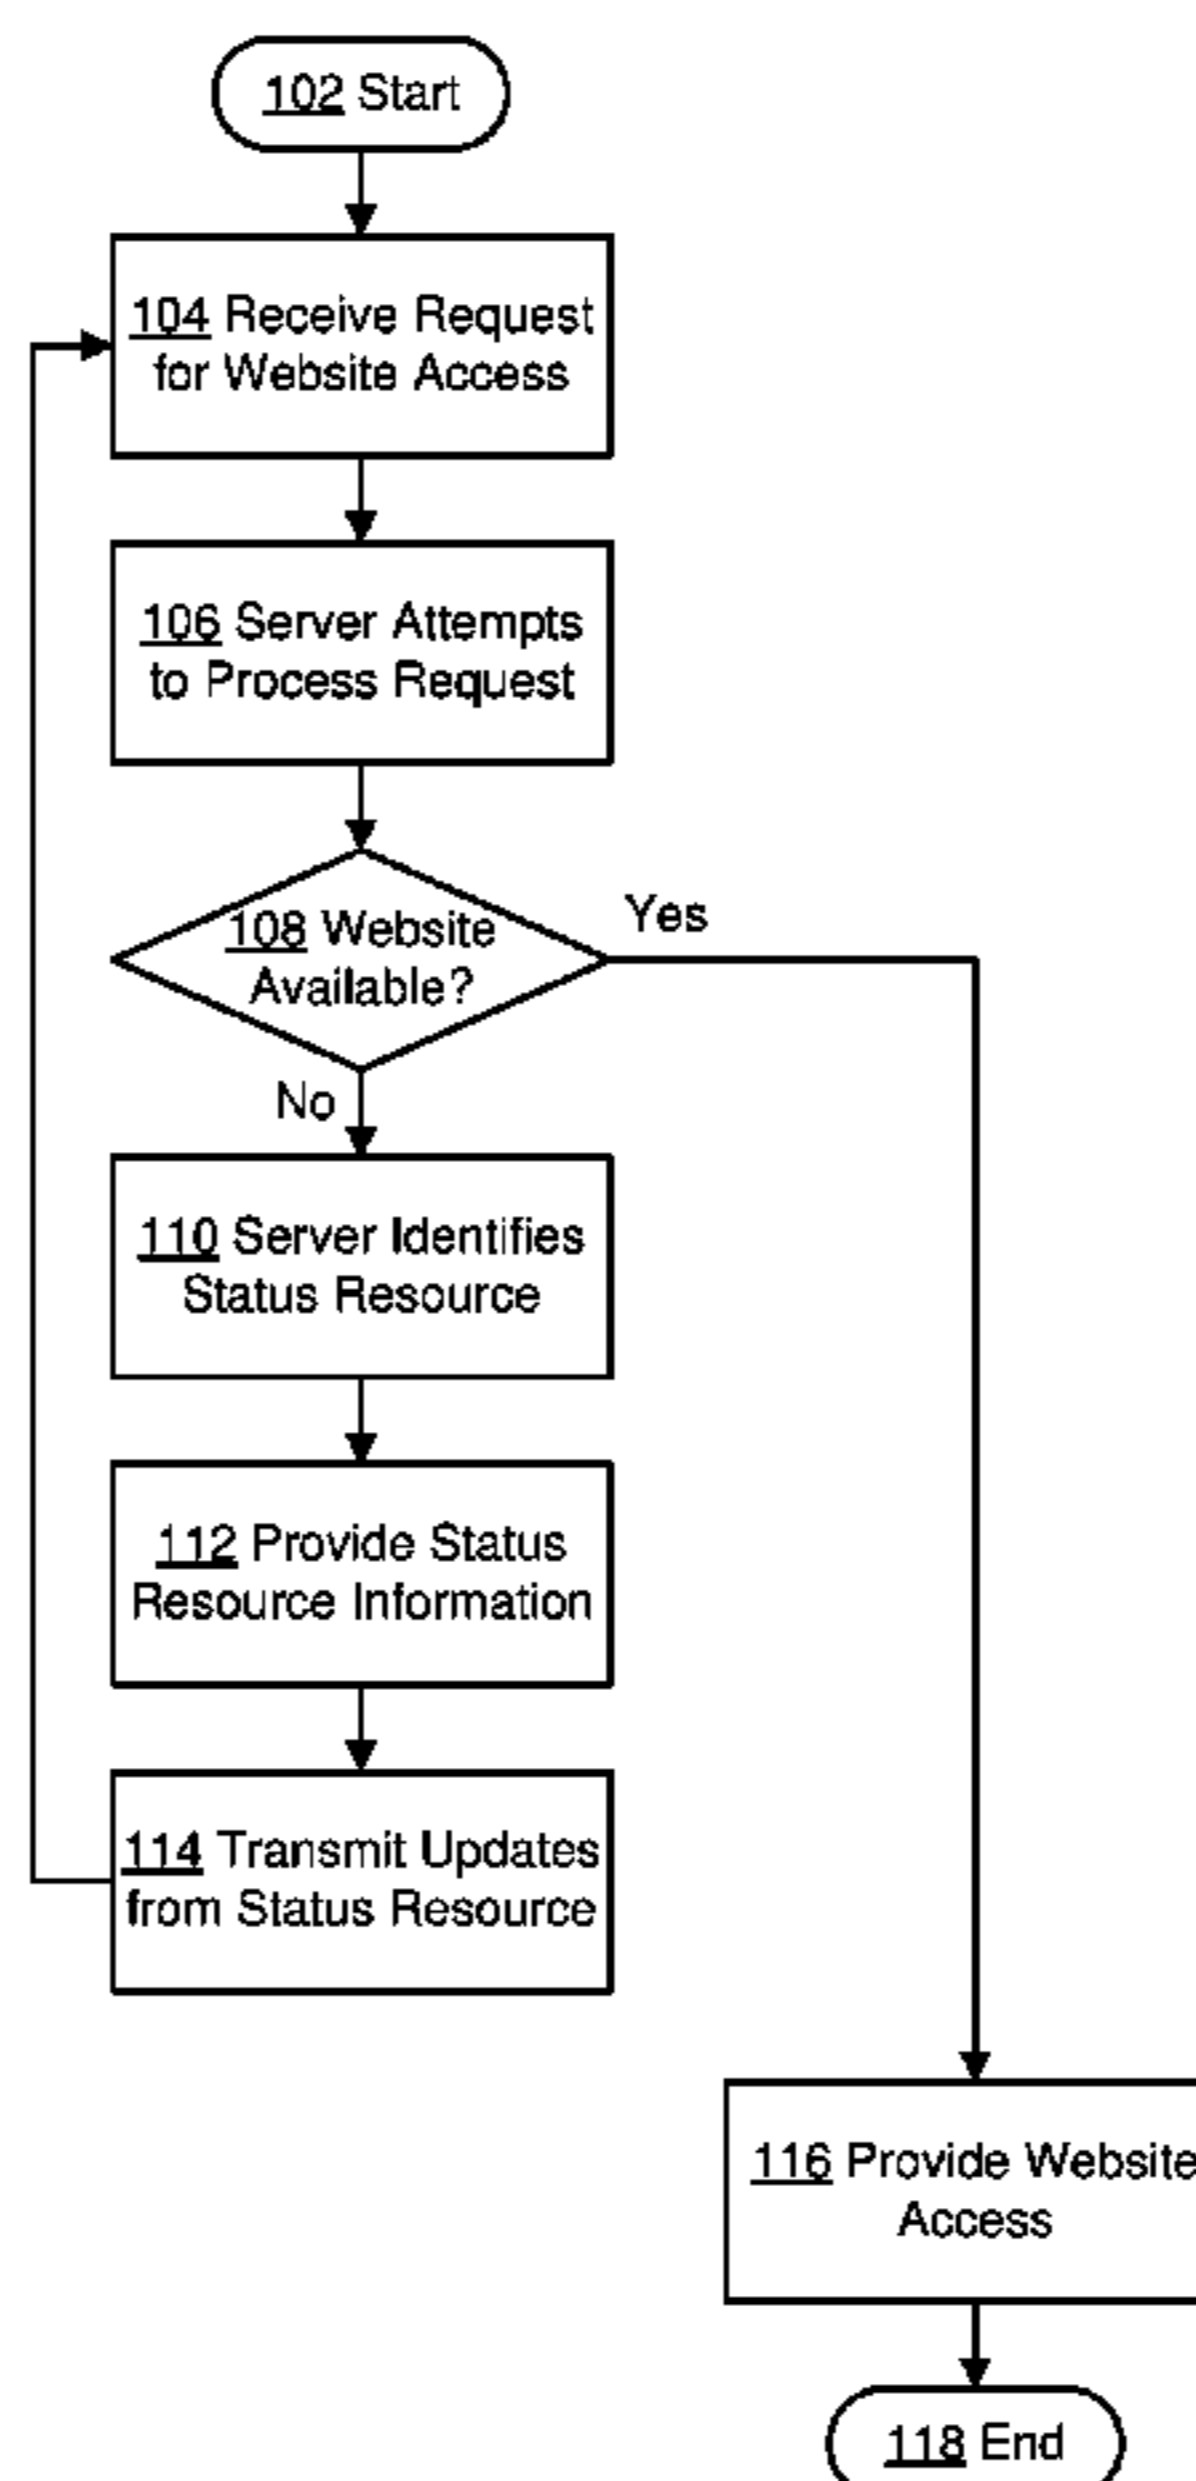 102 Start
104 Receive Request
for Website Access
106 Server Attempts
to Process Request
108 Website
Available?
Yes
No
110 Server Identifies
Status Resource
112 Provide Status
Resource Information
114 Transmit Updates
from Status Resource
116 Provide Website
Access
118 End